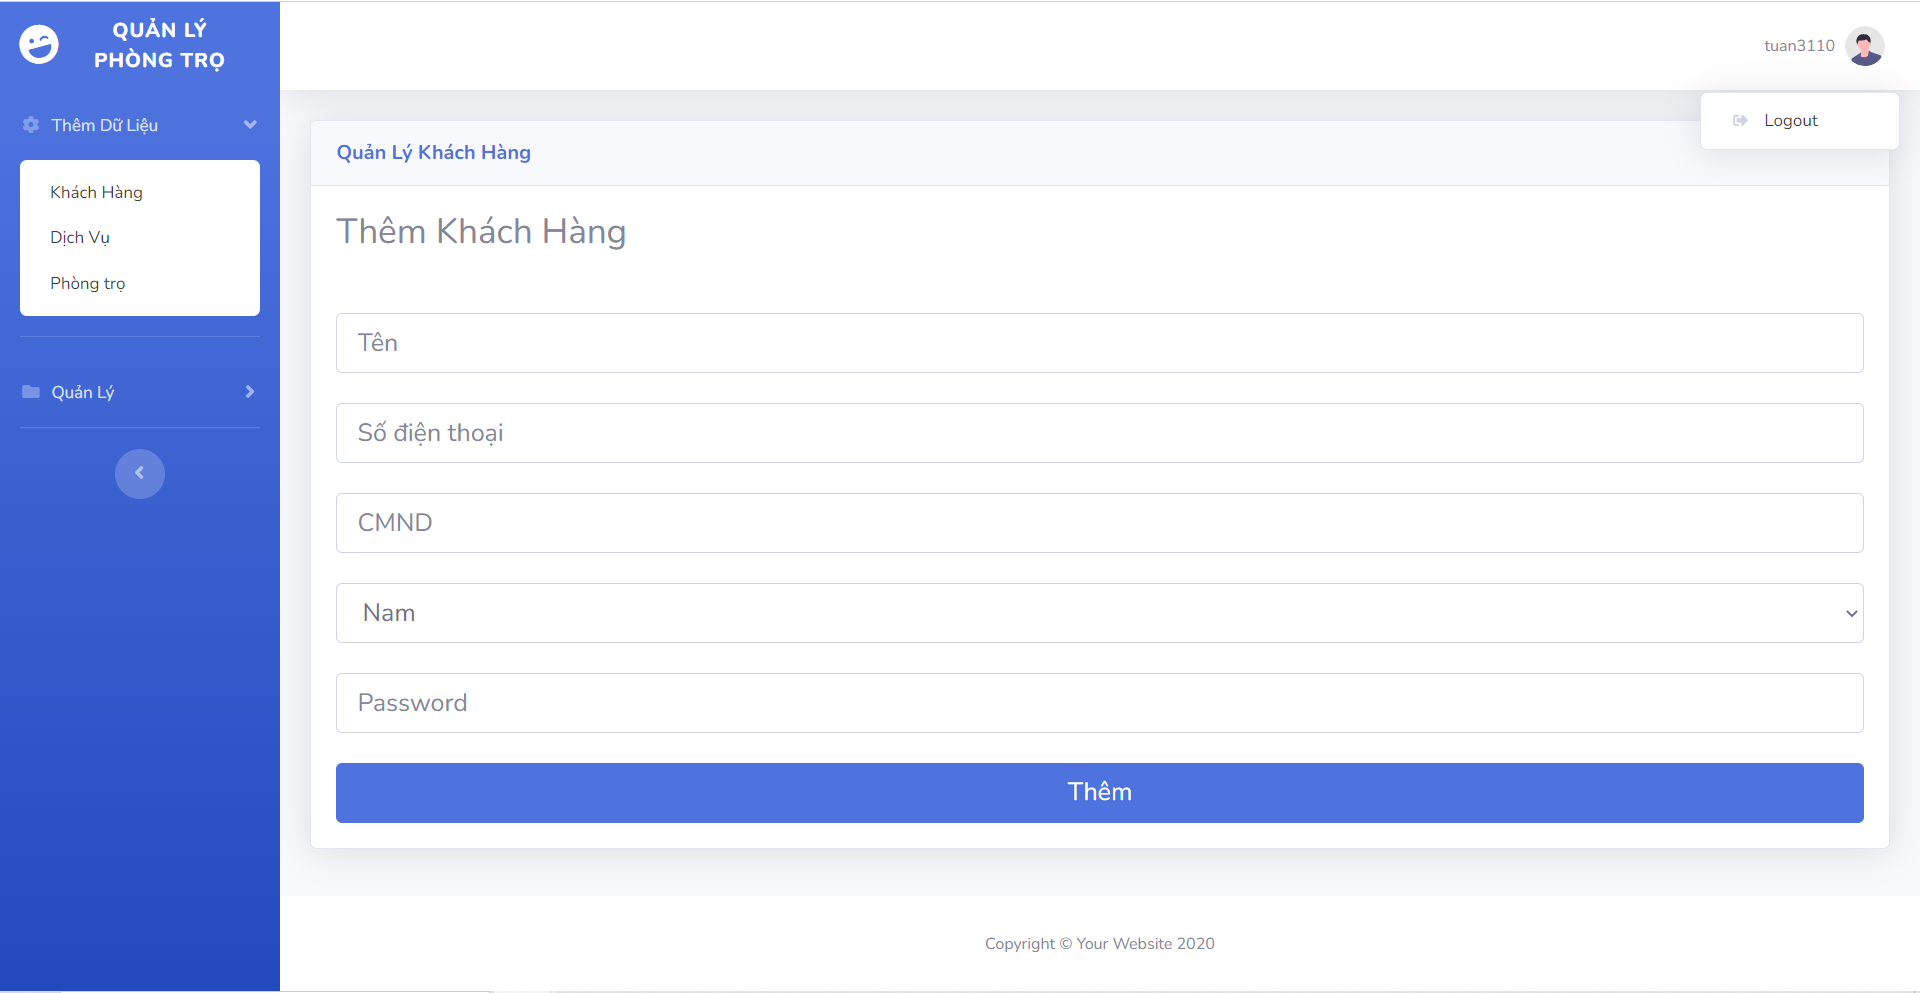 QUẢN LÝ
PHÒNG TRỌ
Thêm Dữ Liệu
Khách Hàng
Dịch Vụ
Phòng trọ
Quản Lý
tuan3110
Logout
Quản Lý Khách Hàng
Thêm Khách Hàng
Tên
Số điện thoại
CMND
Nam
Password
Thêm
Copyright © Your Website 2020